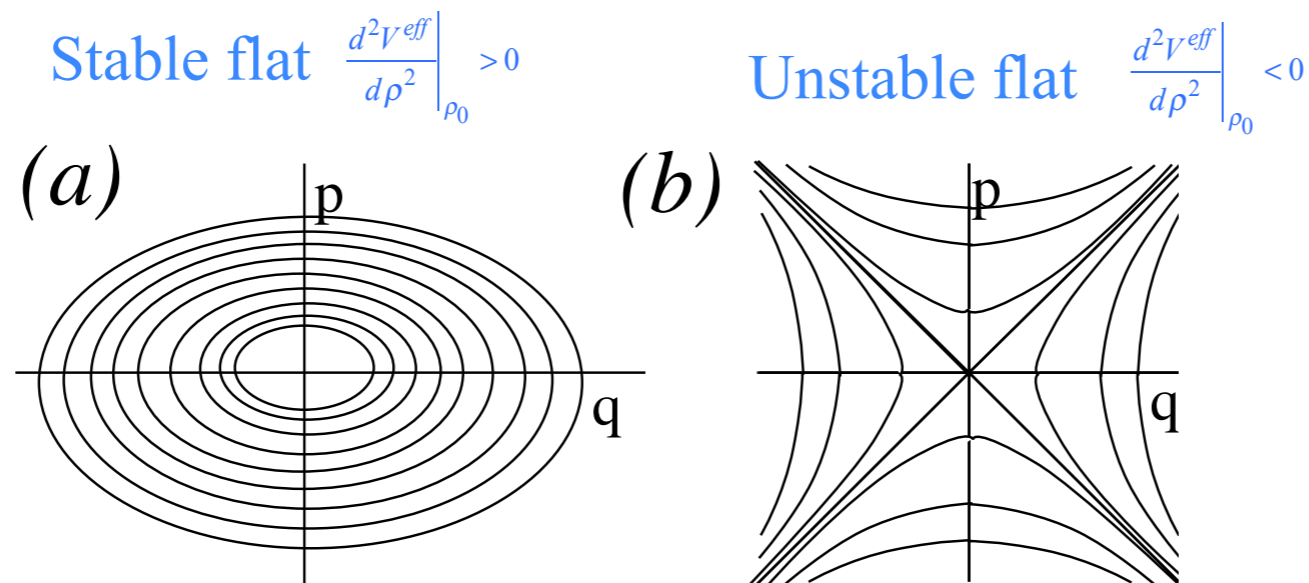 Stable flat d²V^eff/dρ²|ρ₀ > 0
Unstable flat d²V^eff/dρ²|ρ₀ < 0
(a)
p
q
(b)
p
q